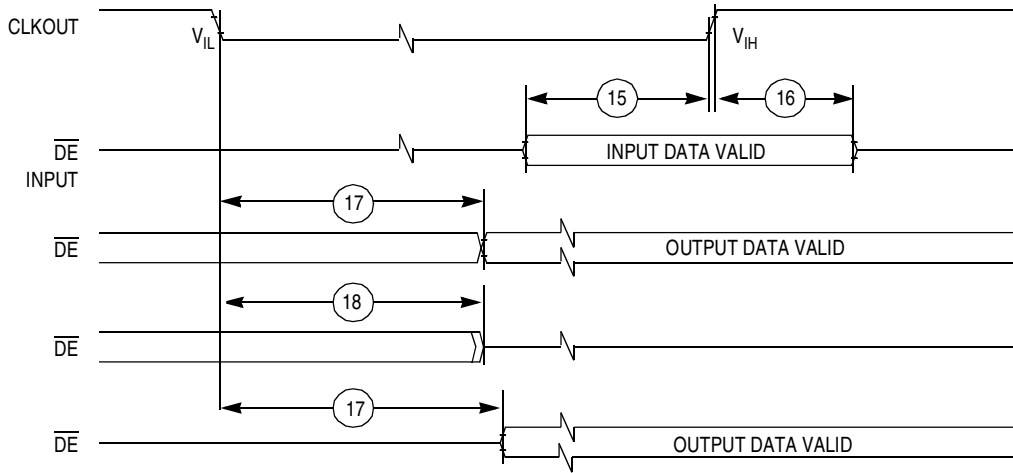 CLKOUT
V_IL
V_IH
15
16
DE
INPUT
INPUT DATA VALID
17
DE
OUTPUT DATA VALID
18
DE
17
DE
OUTPUT DATA VALID